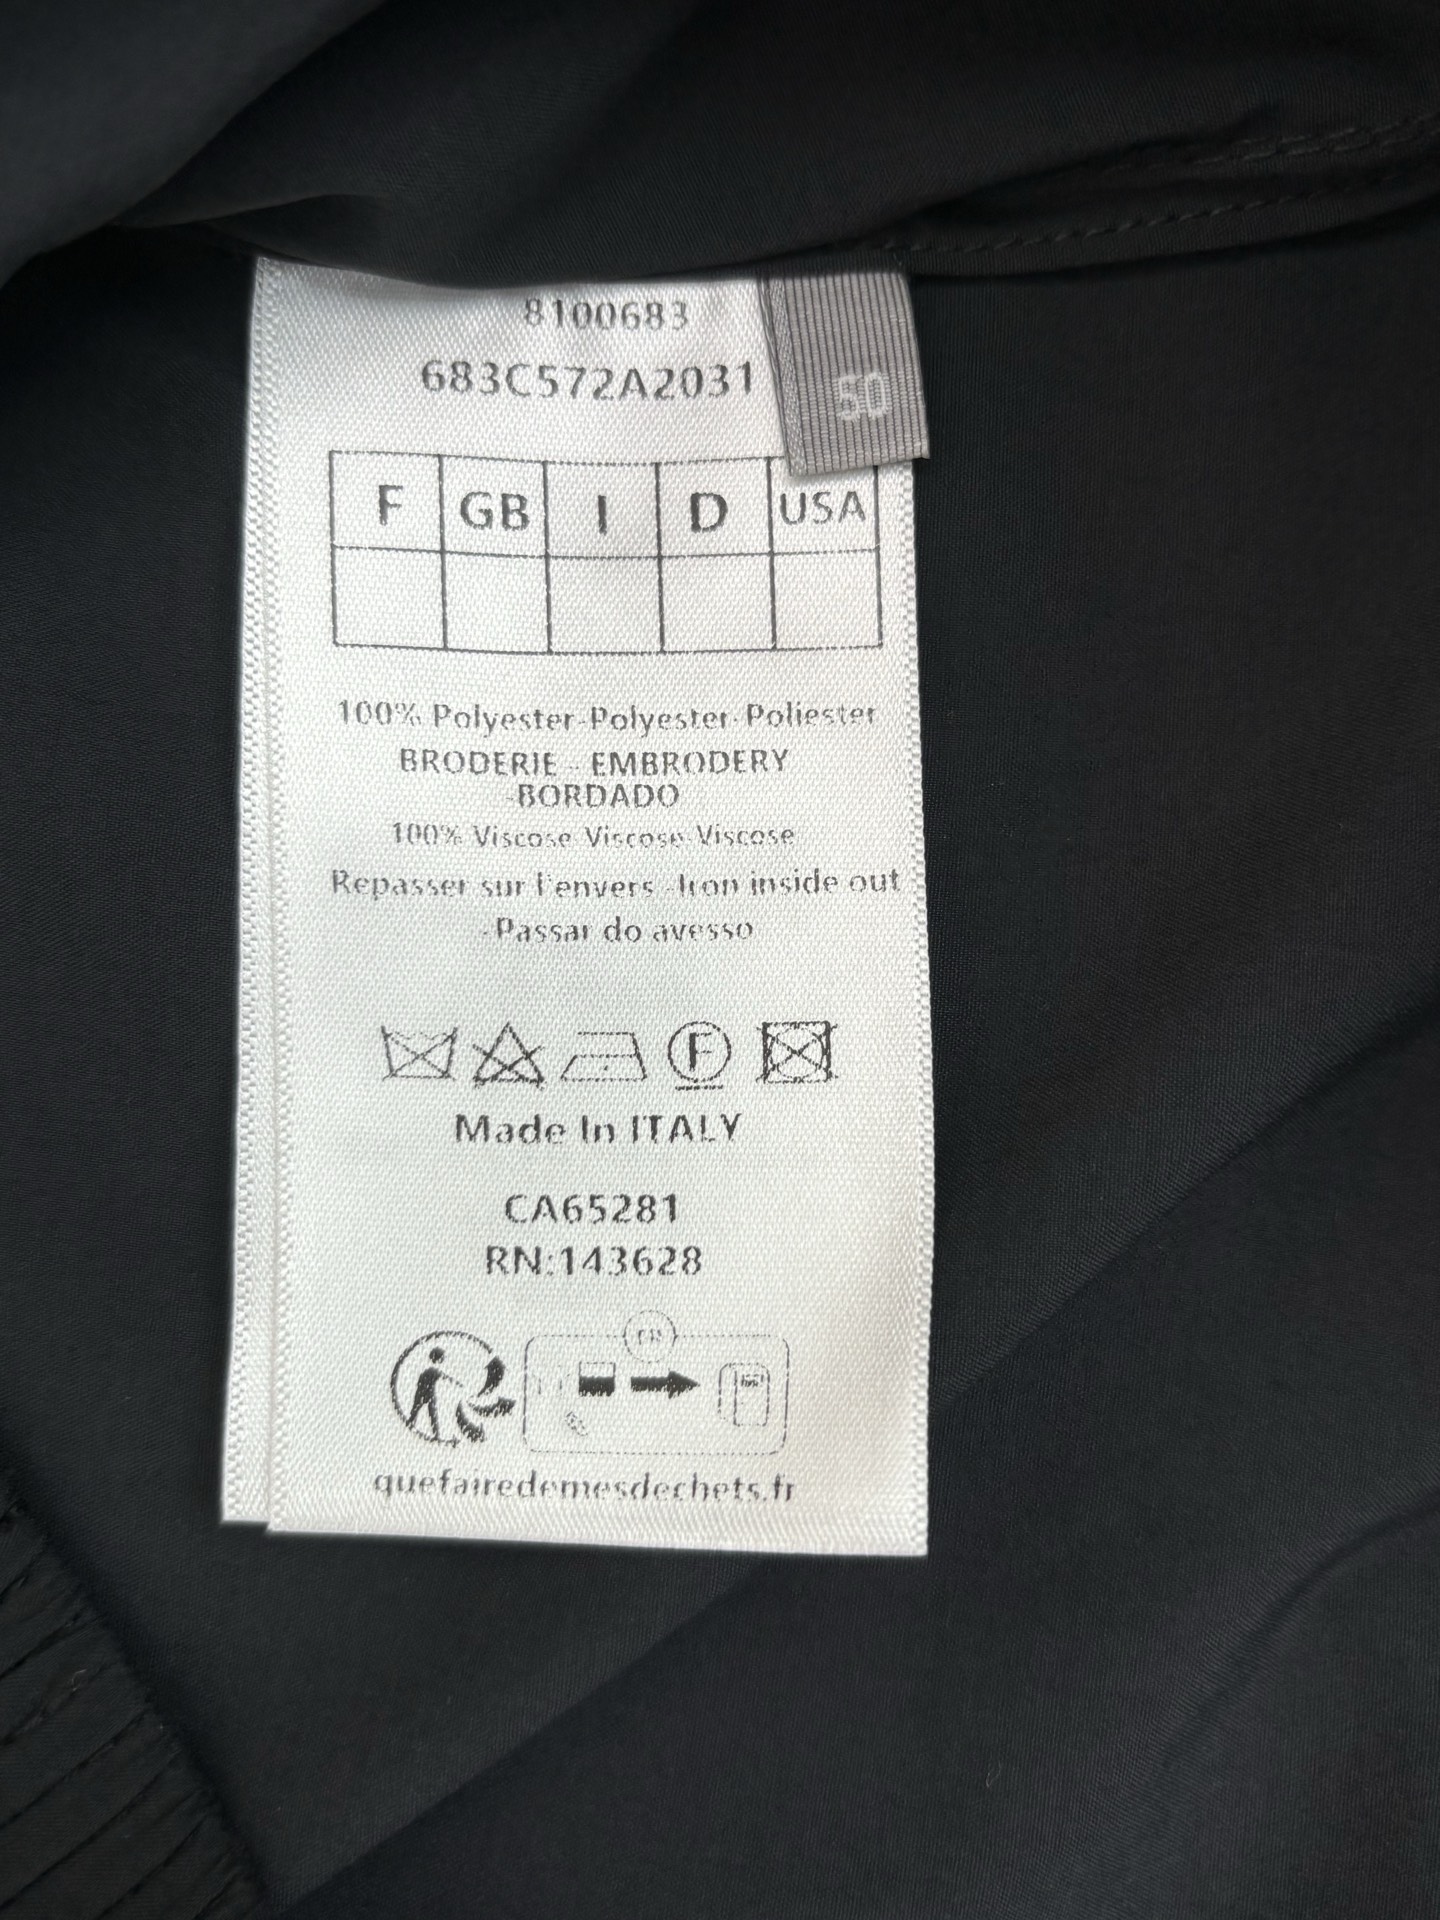 8100683
683C572A2031
50
F GB I D USA
100% Polyester-Polyester-Poliester
BRODERIE - EMBRODERY
-BORDADO
100% Viscose-Viscose-Viscose
Repasser sur l'envers -Iron inside out
-Passar do avesso
F
Made In ITALY
CA65281
RN:143628
FR
quefairedemesdechets.fr